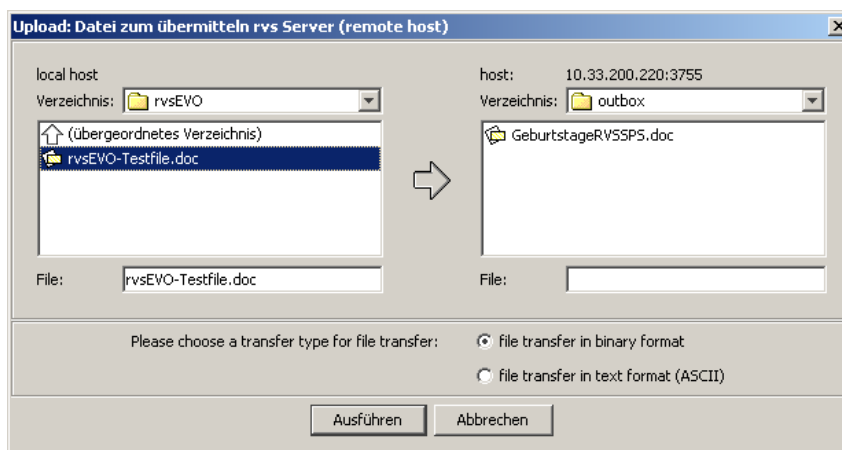 Upload: Datei zum übermitteln rvs Server (remote host)
local host
Verzeichnis: rvsEVO
(übergeordnetes Verzeichnis)
rvsEVO-Testfile.doc
File: rvsEVO-Testfile.doc
host: 10.33.200.220:3755
Verzeichnis: outbox
GeburtstageRVSSPS.doc
File:
Please choose a transfer type for file transfer:
file transfer in binary format
file transfer in text format (ASCII)
Ausführen Abbrechen